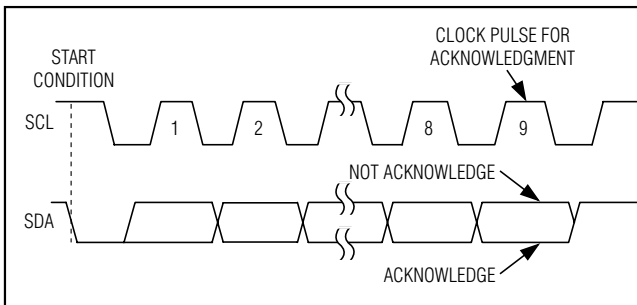 START
CONDITION
CLOCK PULSE FOR
ACKNOWLEDGMENT
SCL
1
2
8
9
NOT ACKNOWLEDGE
SDA
ACKNOWLEDGE